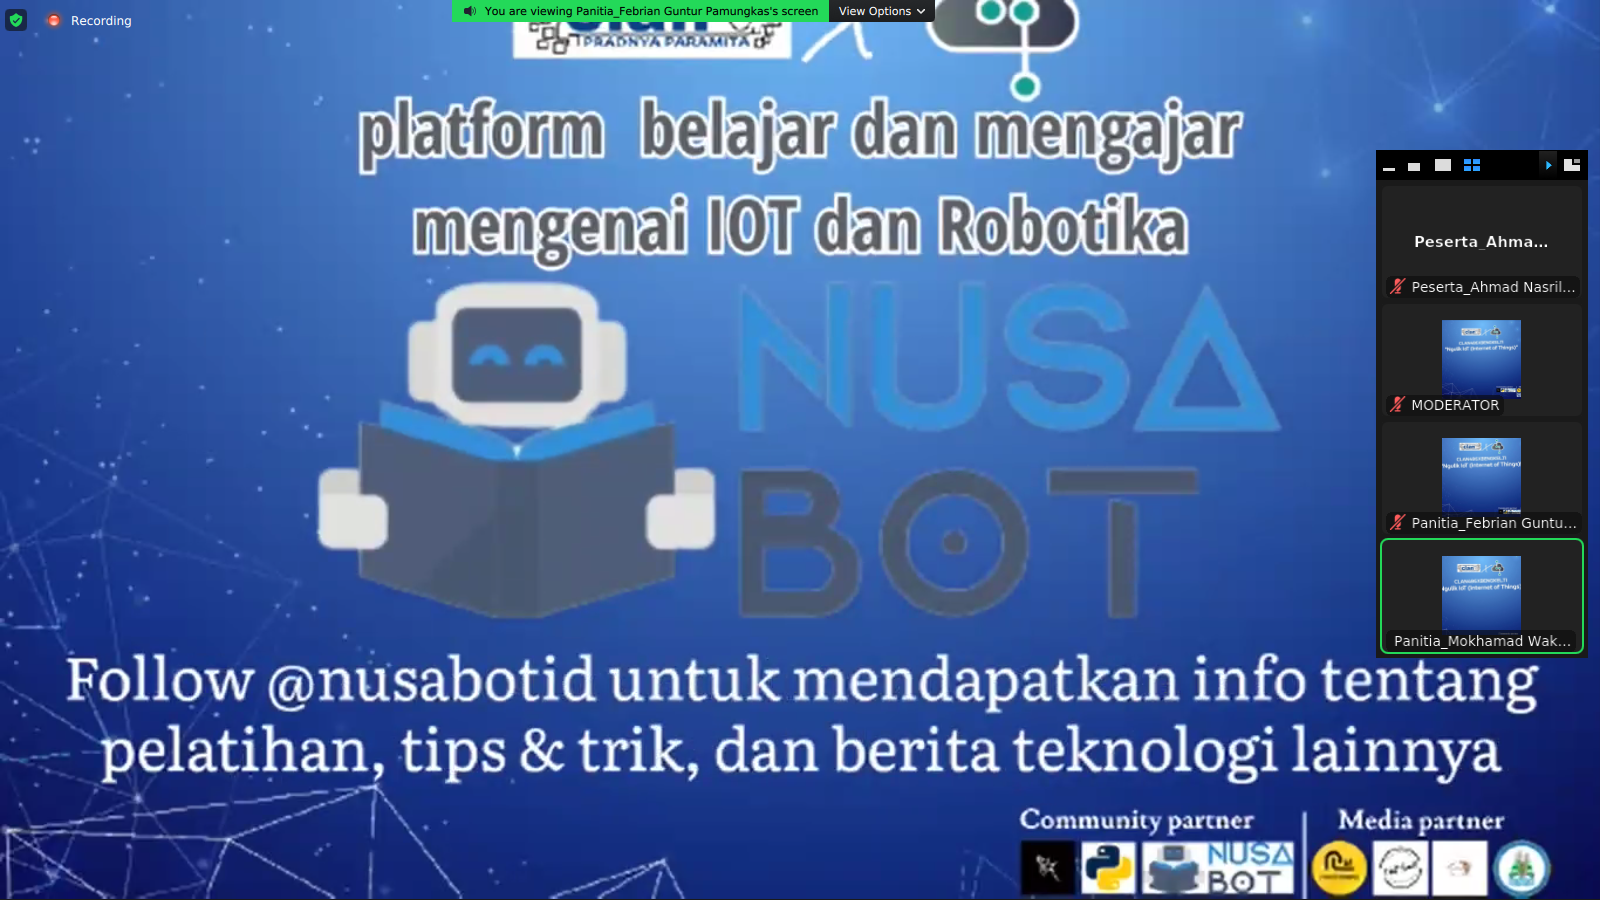 Recording
You are viewing Panitia_Febrian Guntur Pamungkas's screen
View Options
PRADNYA PARAMITA
platform belajar dan mengajar
mengenai IOT dan Robotika
NUSA
BOT
Follow @nusabotid untuk mendapatkan info tentang
pelatihan, tips & trik, dan berita teknologi lainnya
Community partner
Media partner
NUSA
BOT
Peserta_Ahma...
Peserta_Ahmad Nasril...
MODERATOR
Panitia_Febrian Guntu...
Panitia_Mokhamad Wak...